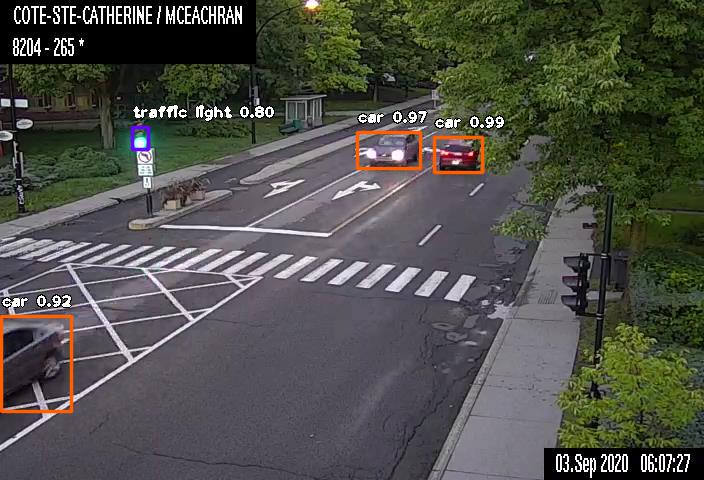 COTE-STE-CATHERINE / MCEACHRAN
8204 - 265 *
traffic light 0.80
car 0.97
car 0.99
car 0.92
03.Sep 2020 06:07:27